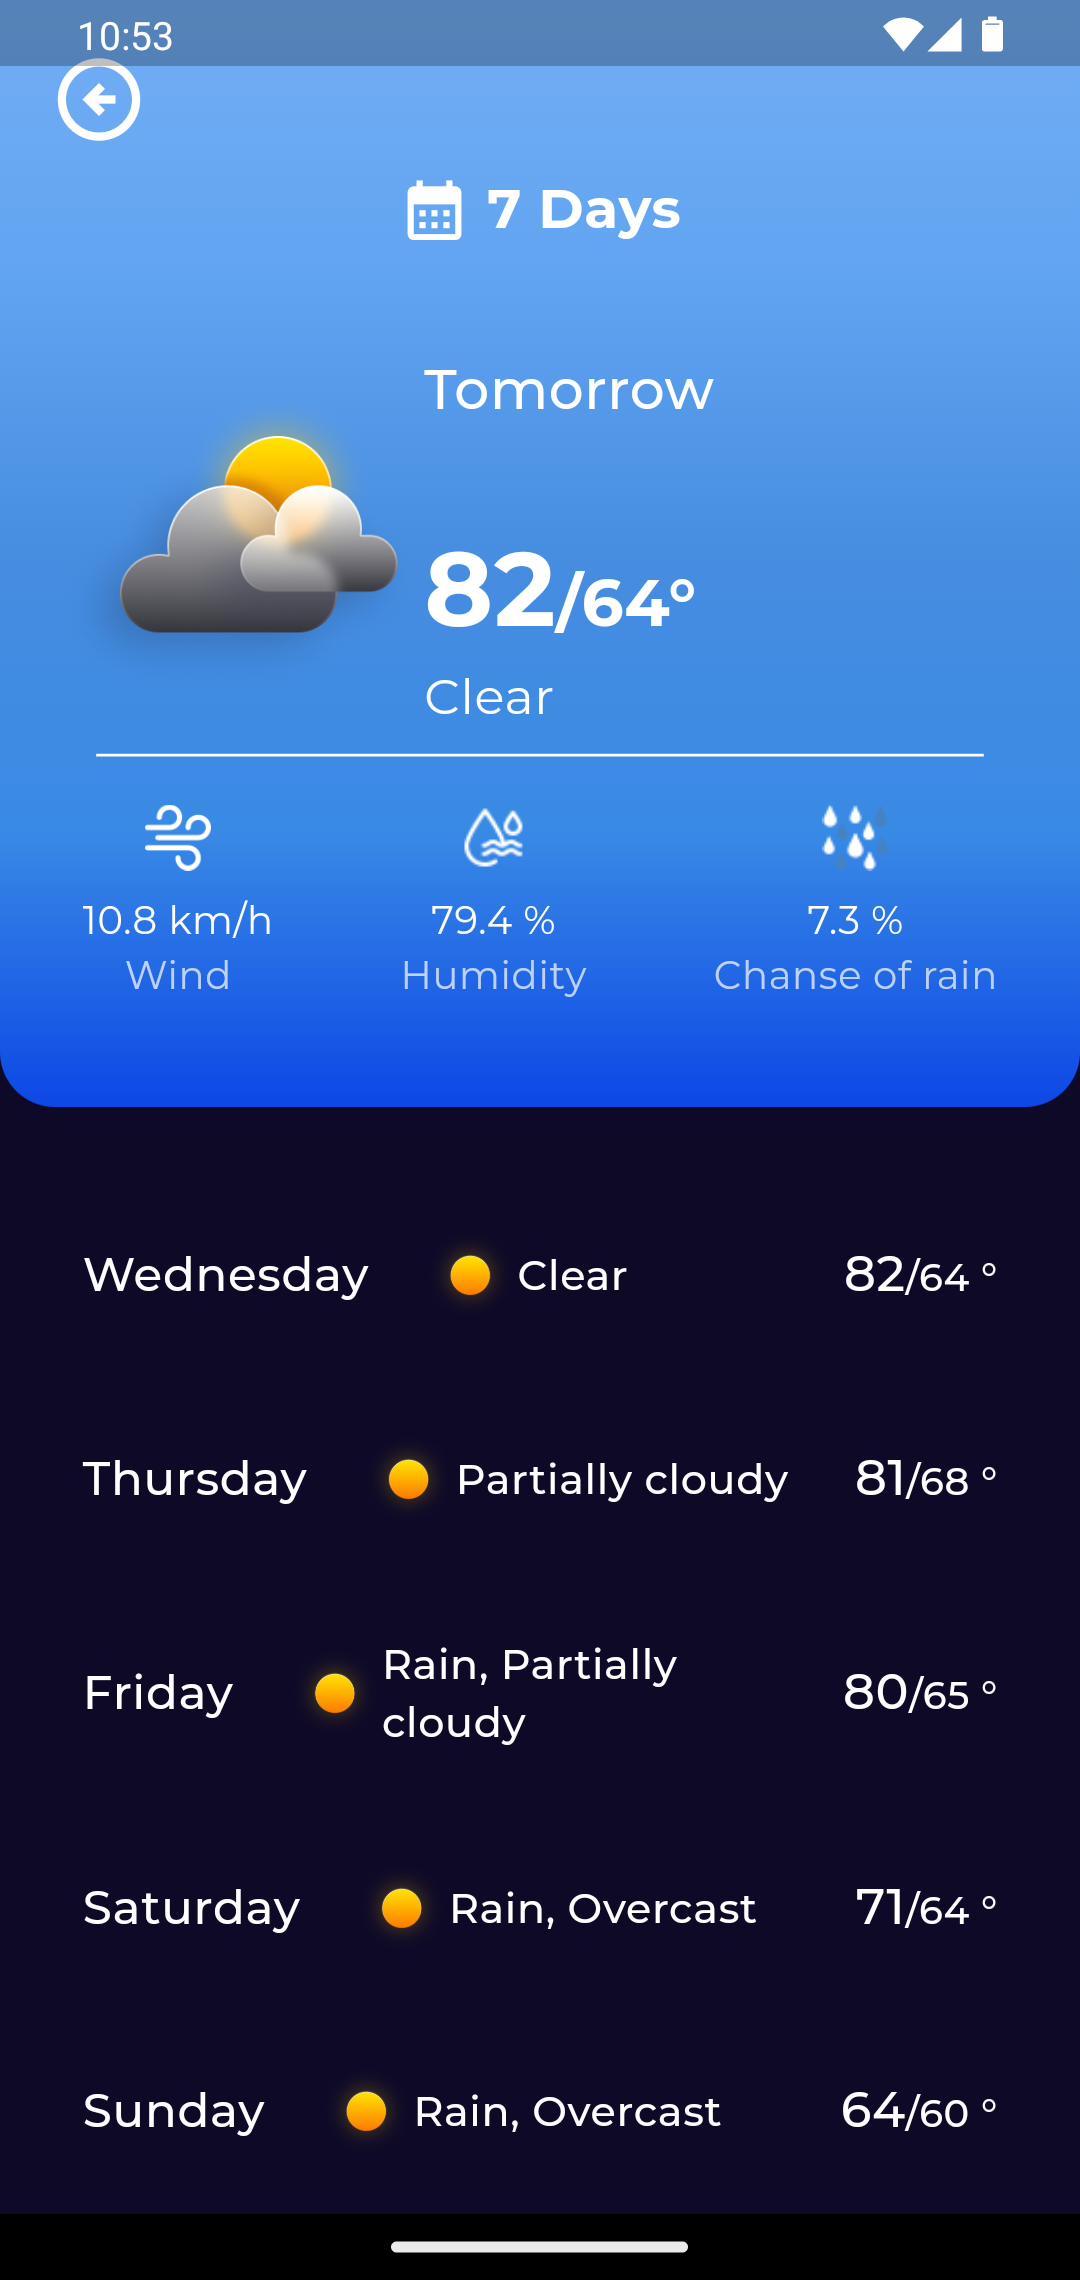 10:53
7 Days
Tomorrow
82/64°
Clear
10.8 km/h 79.4 % 7.3 %
Wind Humidity Chanse of rain
Wednesday Clear 82/64 °
Thursday Partially cloudy 81/68 °
Friday Rain, Partially cloudy 80/65 °
Saturday Rain, Overcast 71/64 °
Sunday Rain, Overcast 64/60 °